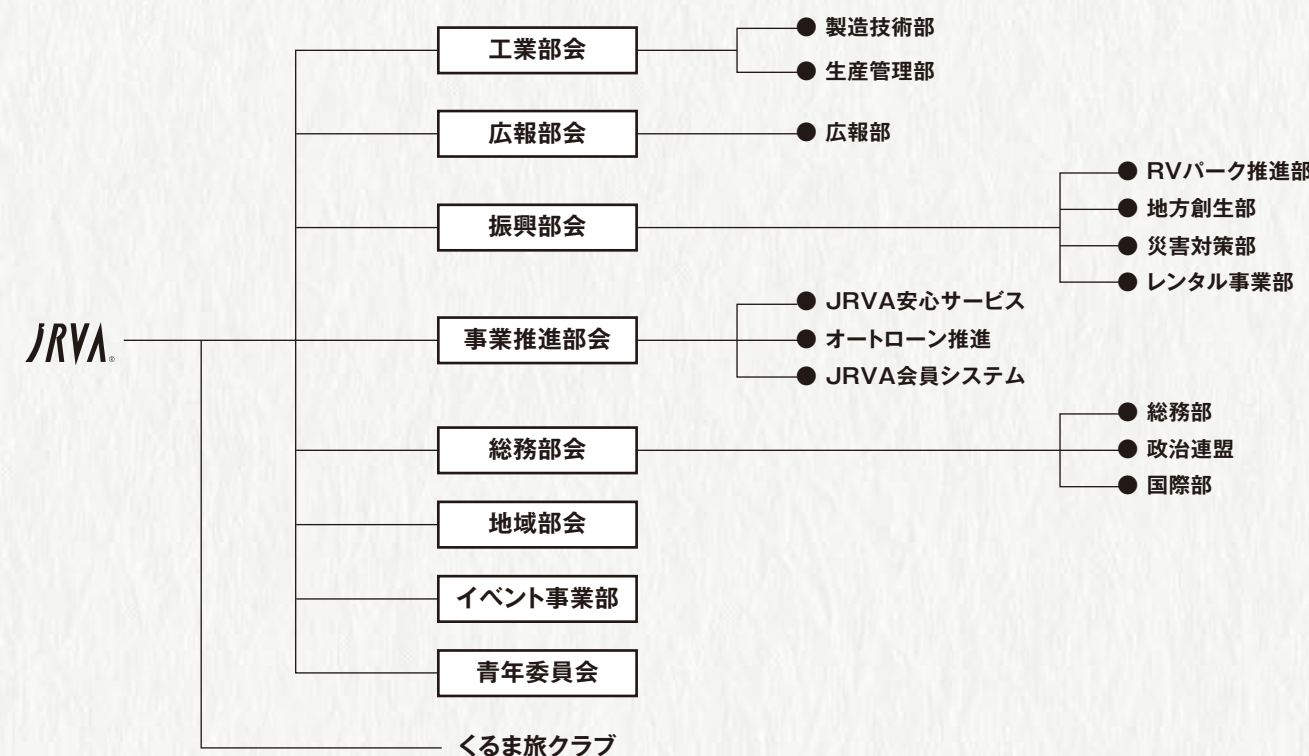 JRVA®
工業部会
製造技術部
生産管理部
広報部会
広報部
振興部会
RVパーク推進部
地方創生部
災害対策部
レンタル事業部
事業推進部会
JRVA安心サービス
オートローン推進
JRVA会員システム
総務部会
総務部
政治連盟
国際部
地域部会
イベント事業部
青年委員会
くるま旅クラブ